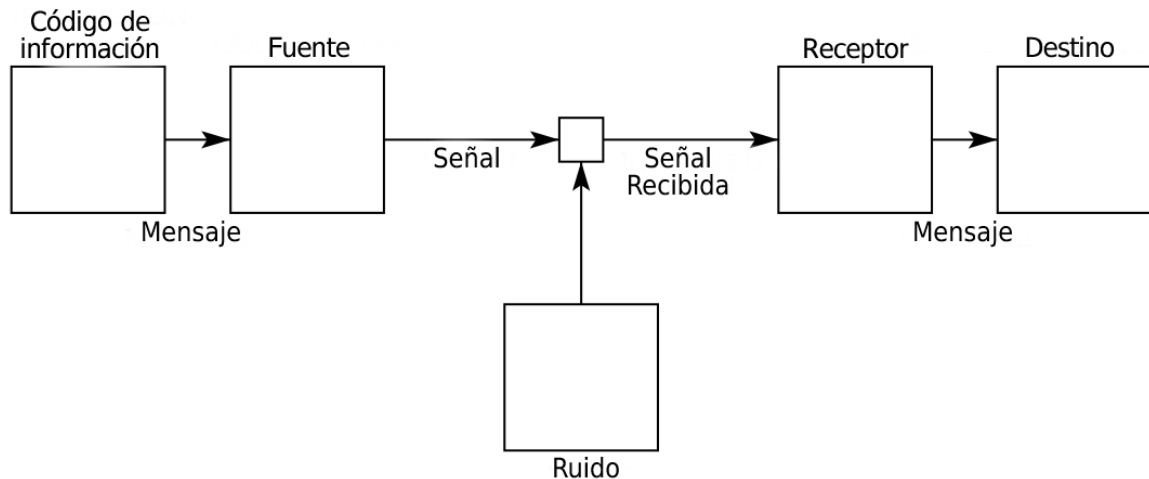 Código de
información
Fuente
Receptor
Destino
Señal
Señal
Recibida
Mensaje
Mensaje
Ruido